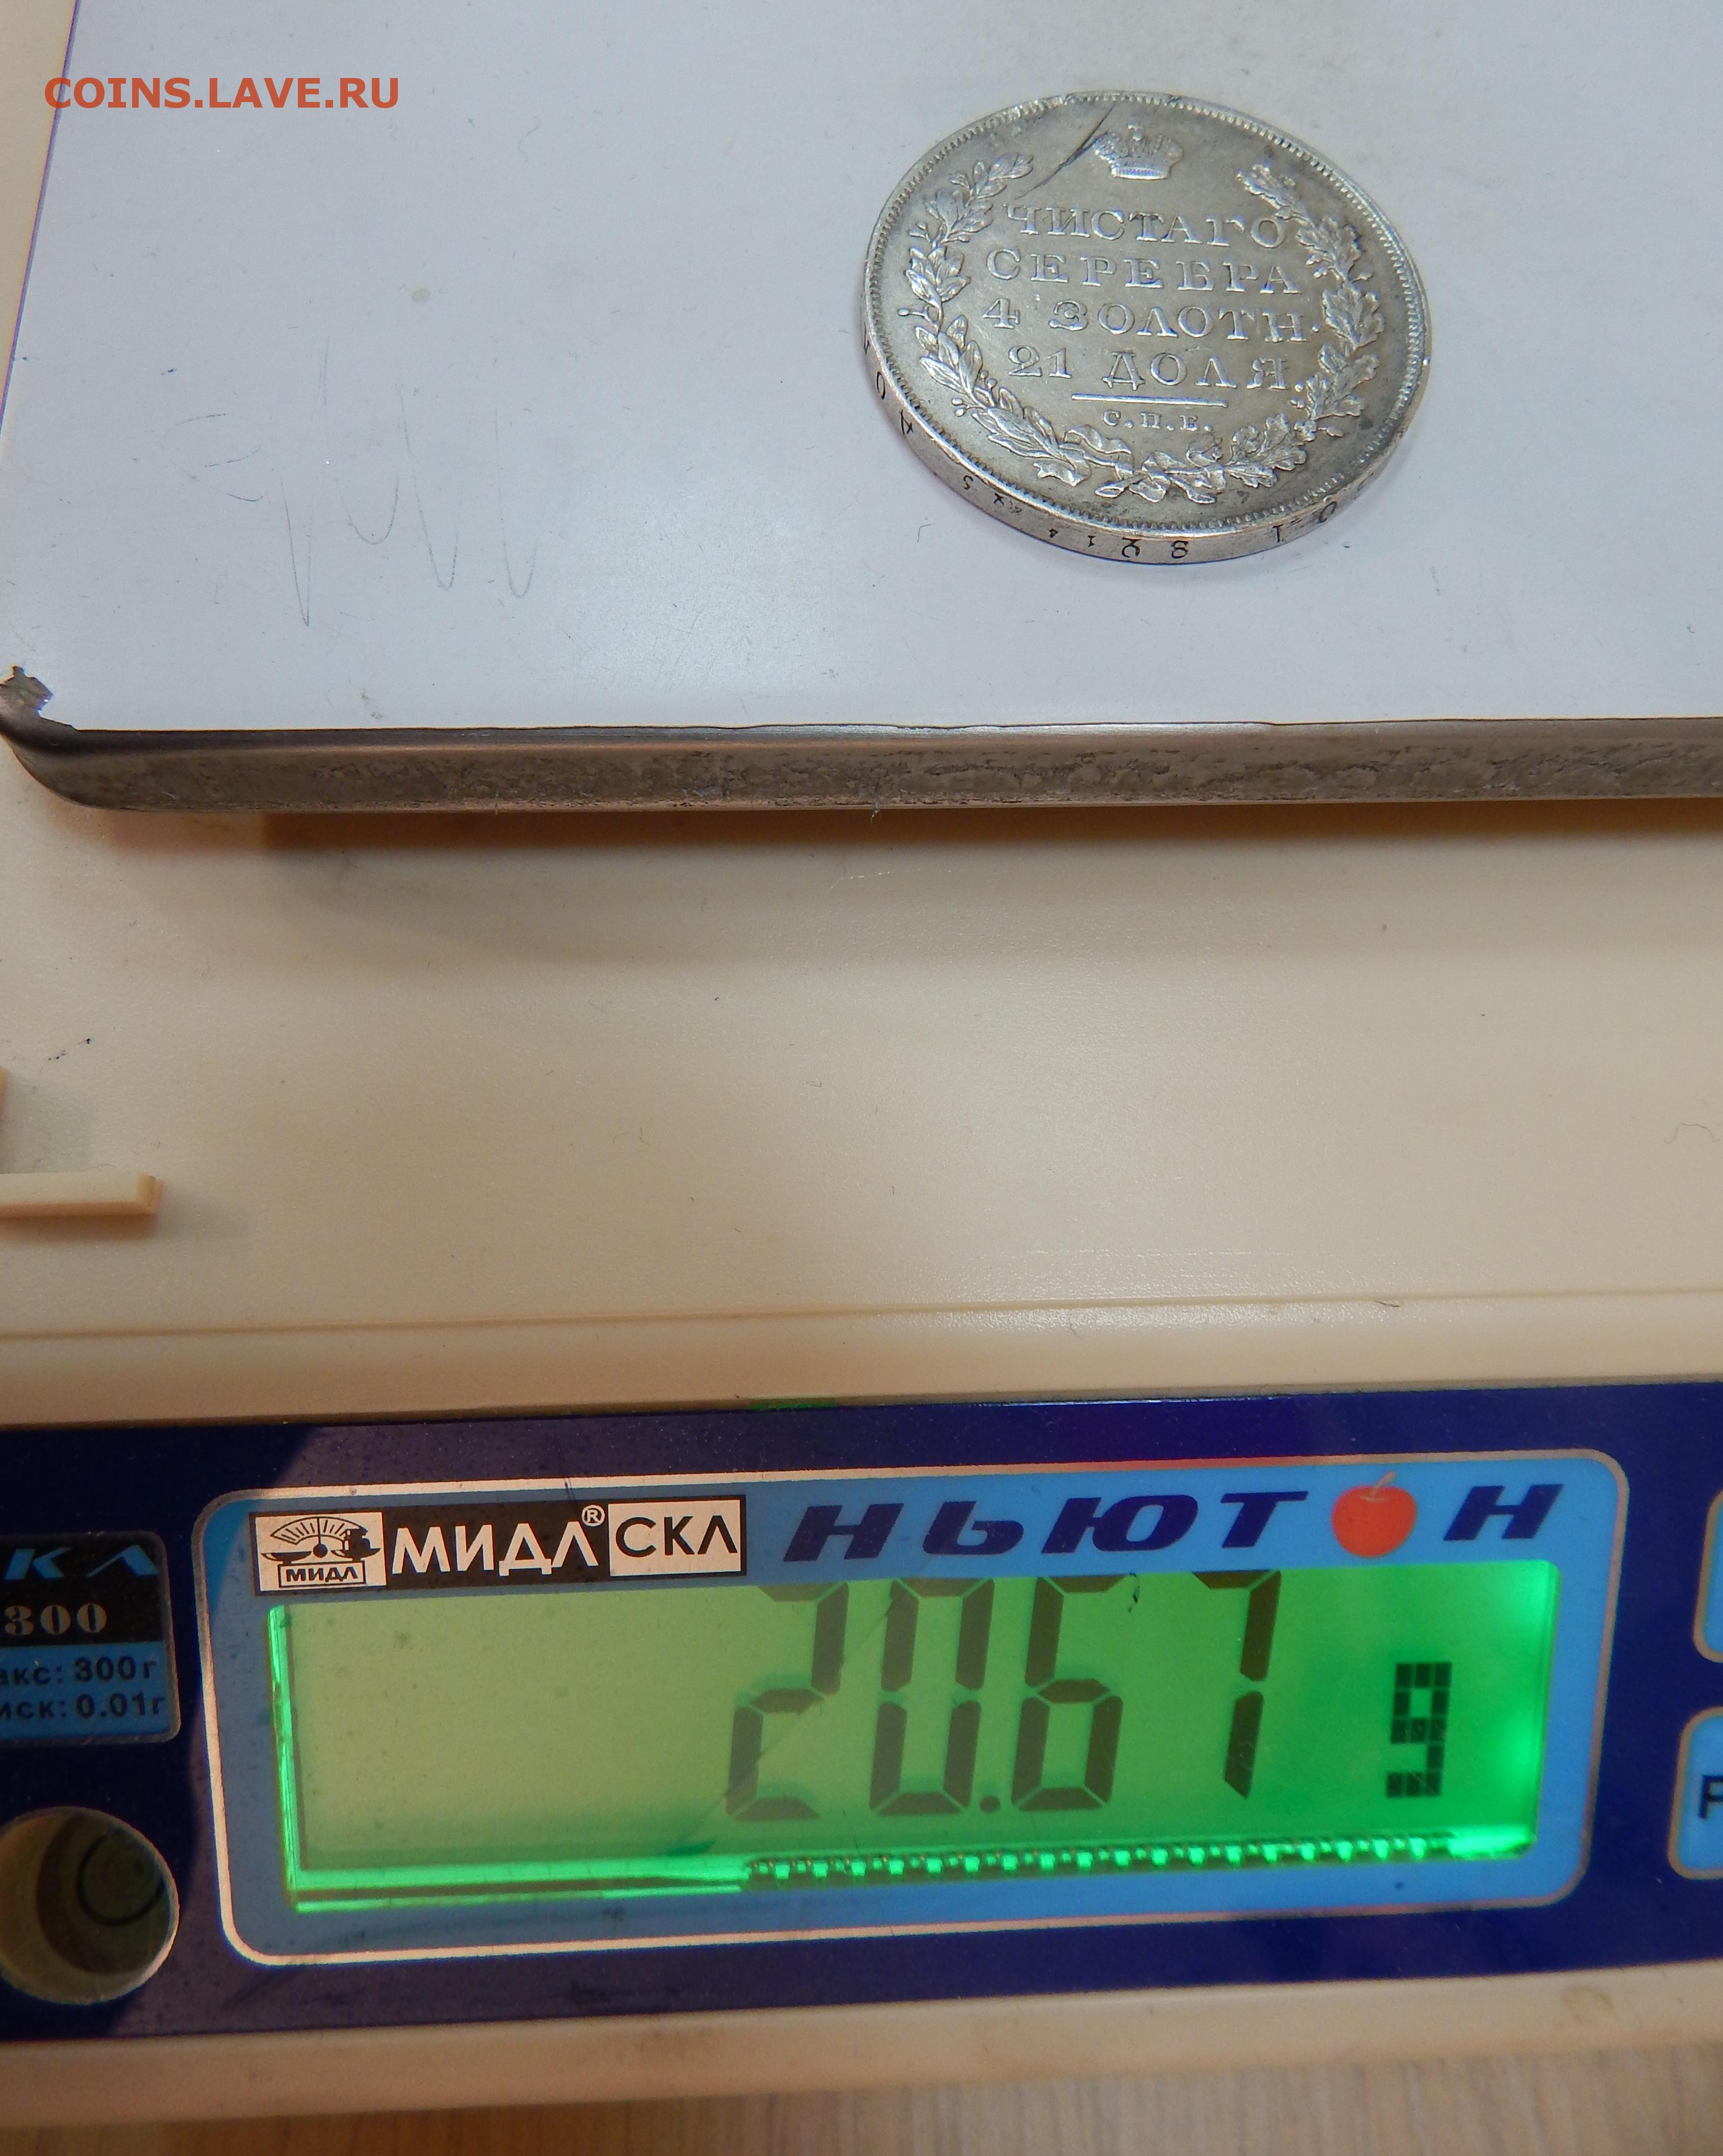 COINS.LAVE.RU
ЧИСТАГО
СЕРЕБРА
4 ЗОЛОТН.
21 ДОЛЯ.
С.П.Б.
МИДЛ МИДЛ® СКЛ НЬЮТОН
20.67 g
КЛ
300
300г
0.01г